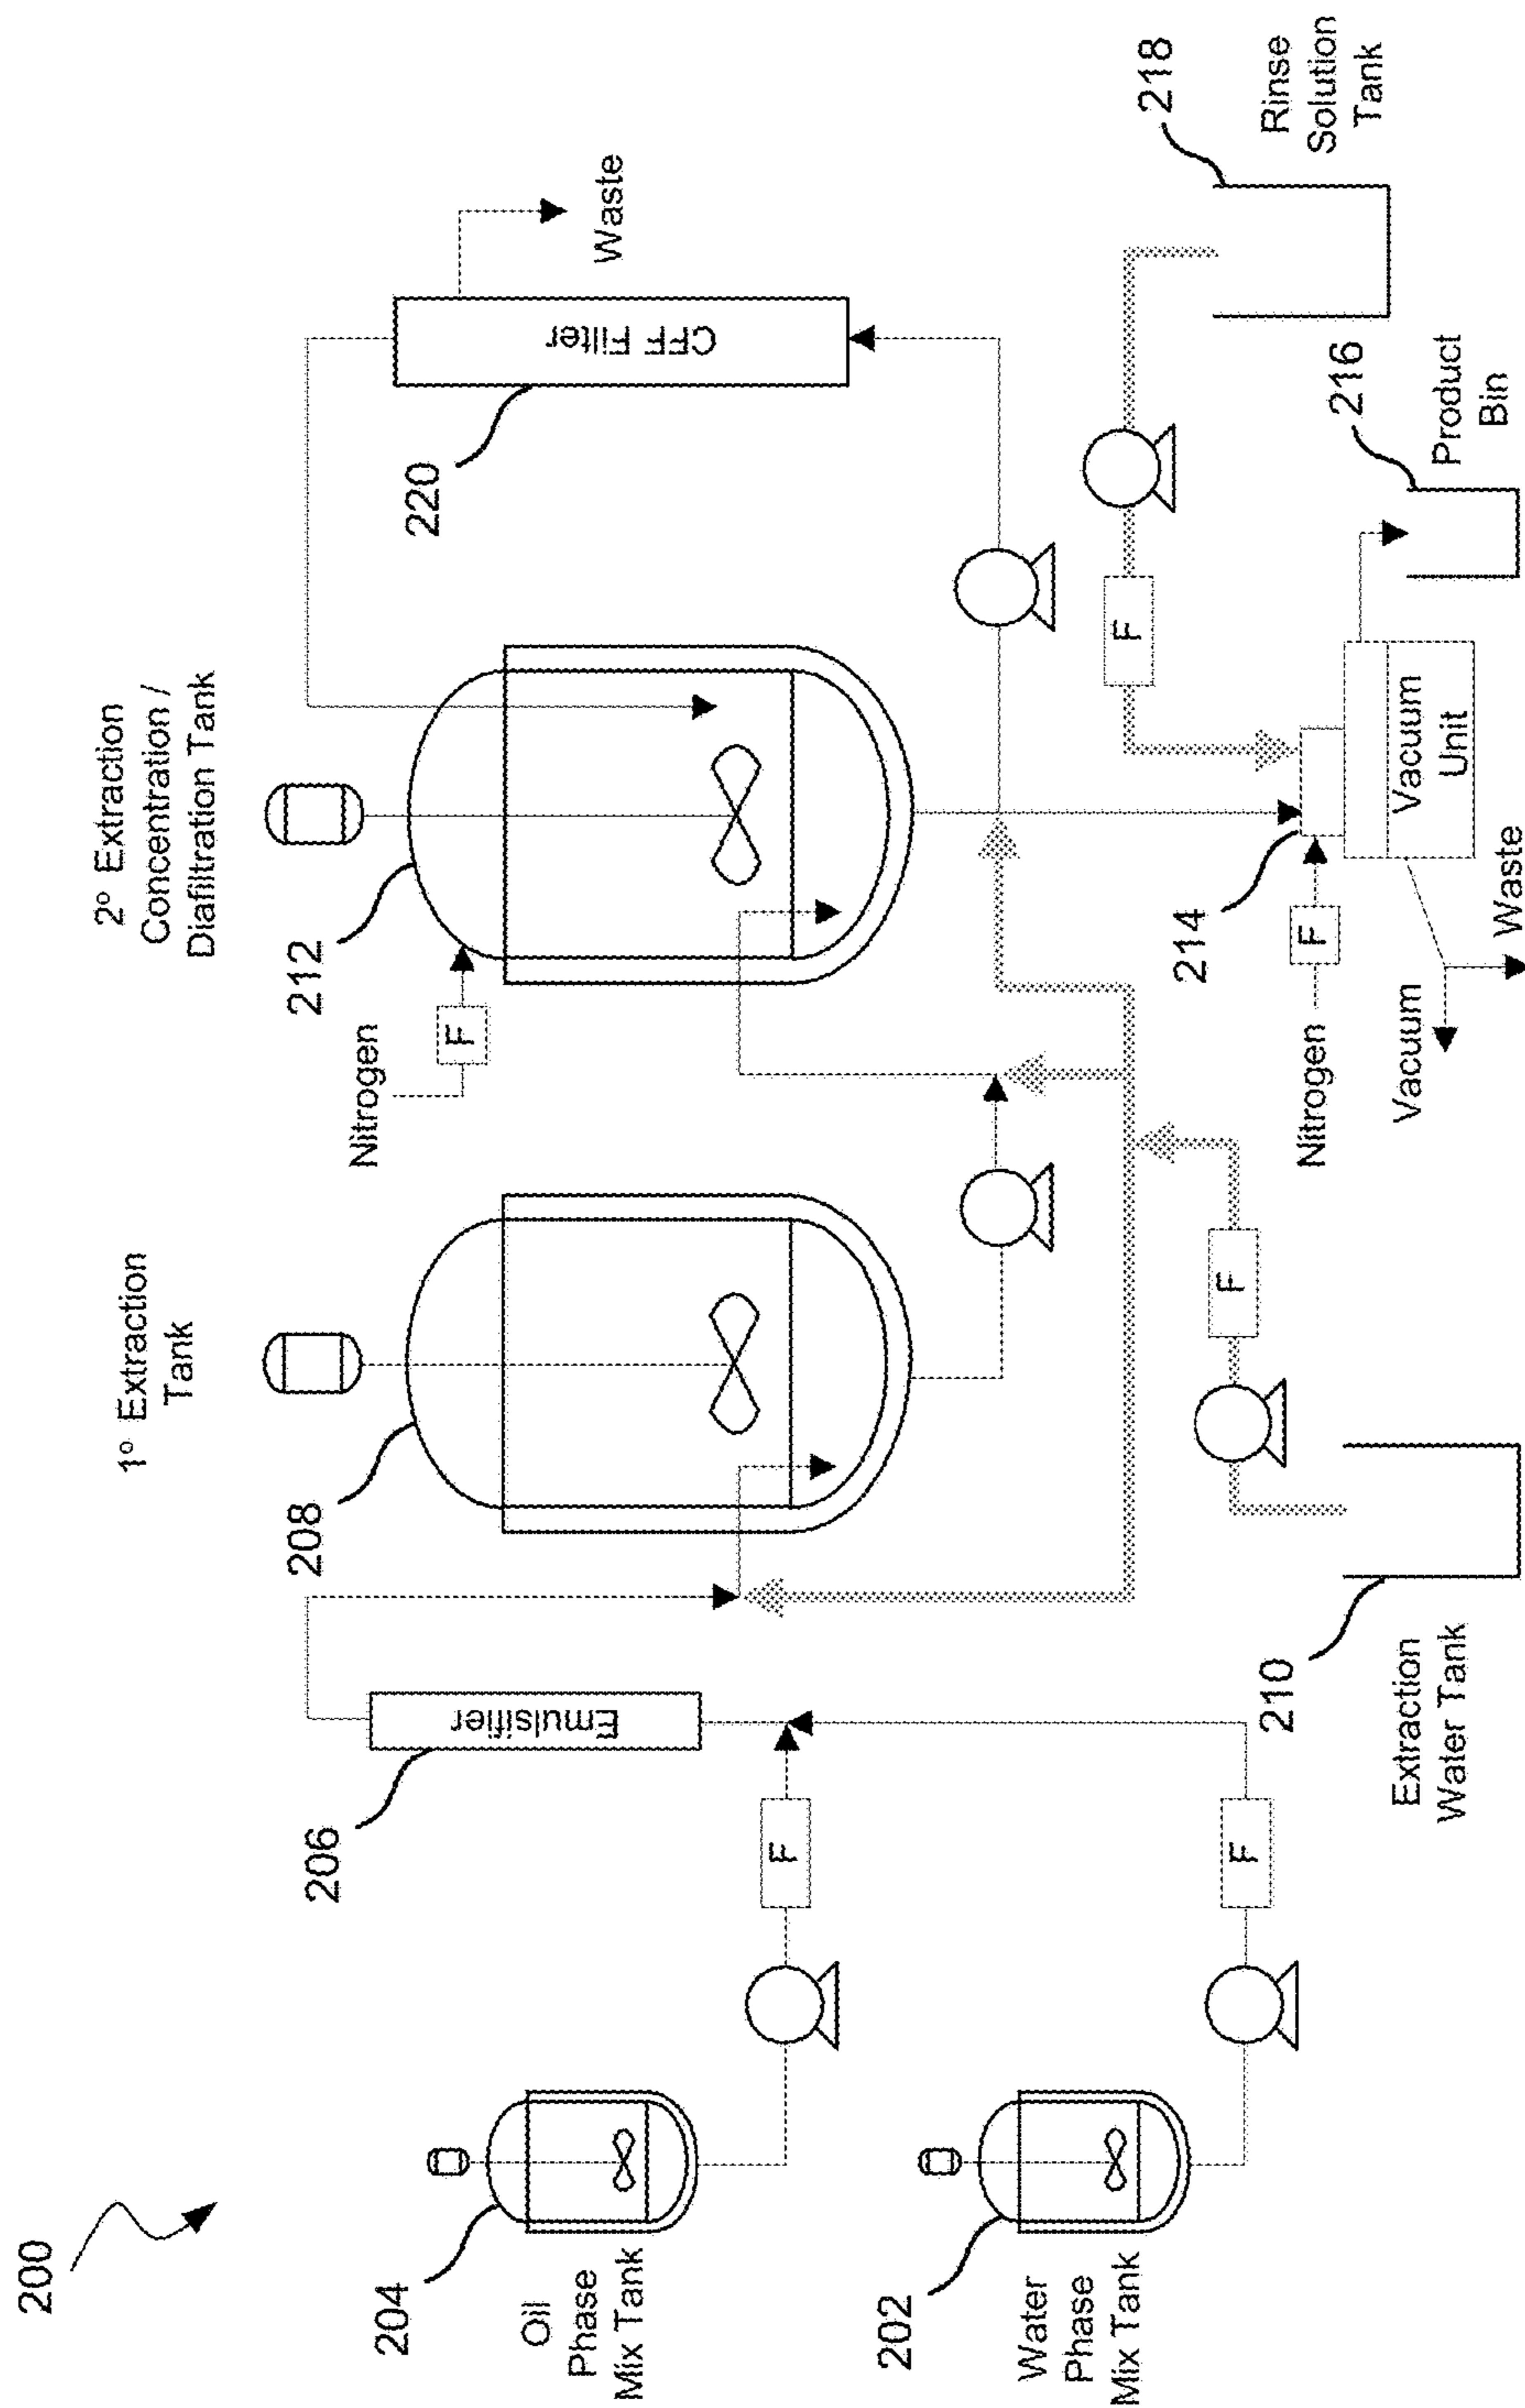 200
204
Oil
Phase
Mix Tank
202
Water
Phase
Mix Tank
F
F
206
Emulsifier
1º Extraction
Tank
208
210
Extraction
Water Tank
F
2º Extraction
Concentration /
Diafiltration Tank
212
Nitrogen
F
220
CFF Filter
Waste
F
214
Nitrogen
F
Vacuum
Unit
Vacuum
Waste
216
Product
Bin
218
Rinse
Solution
Tank